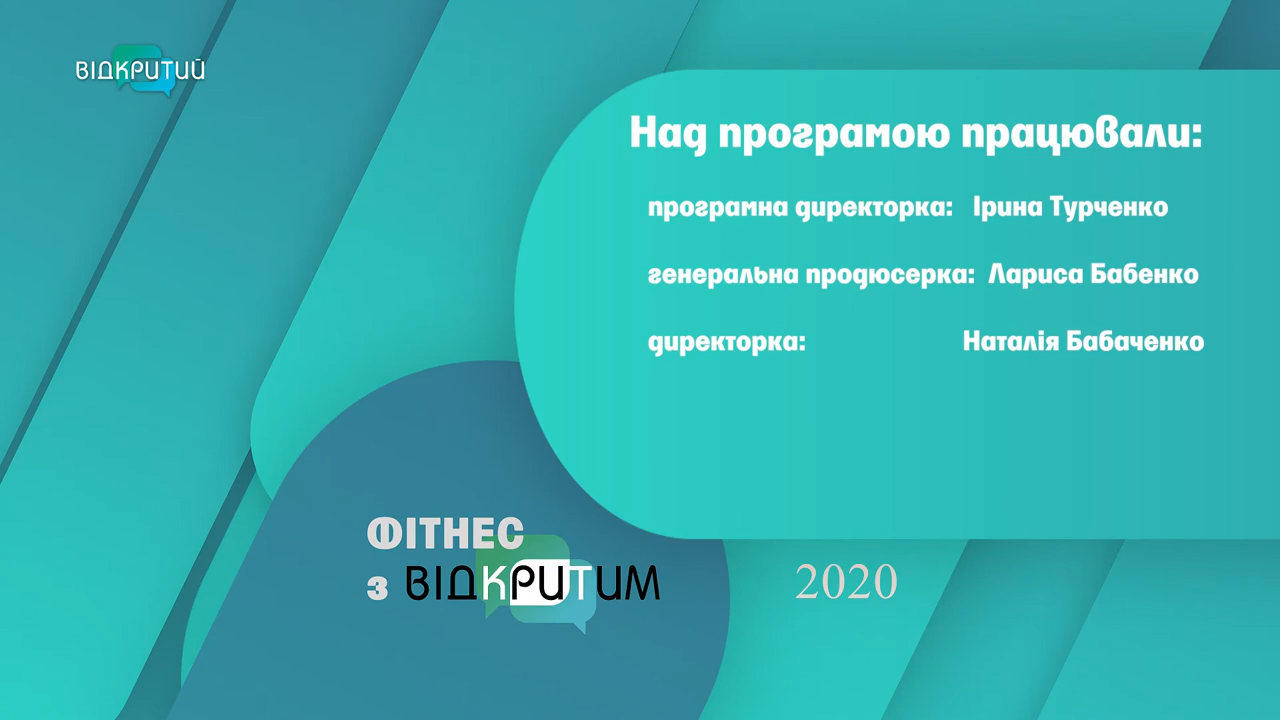 ВІДКРИТИЙ
Над програмою працювали:
програмна директорка: Ірина Турченко
генеральна продюсерка: Лариса Бабенко
директорка: Наталія Бабаченко
ФІТНЕС
з ВІДКРИТИМ
2020